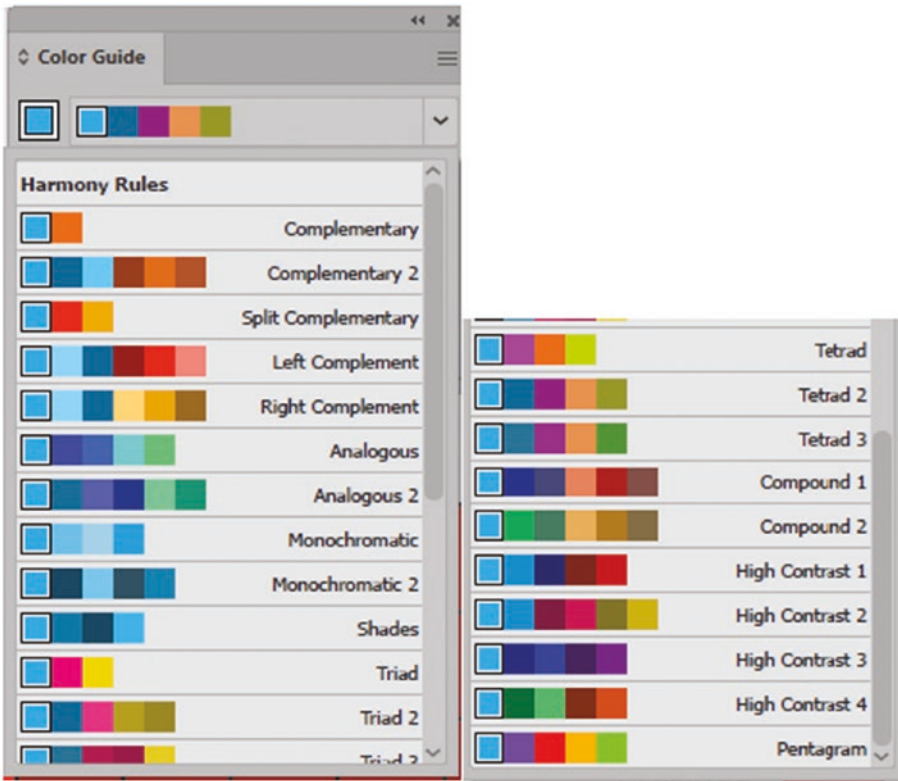 Color Guide
Harmony Rules
Complementary
Complementary 2
Split Complementary
Left Complement
Right Complement
Analogous
Analogous 2
Monochromatic
Monochromatic 2
Shades
Triad
Triad 2
Triad 3
Tetrad
Tetrad 2
Tetrad 3
Compound 1
Compound 2
High Contrast 1
High Contrast 2
High Contrast 3
High Contrast 4
Pentagram